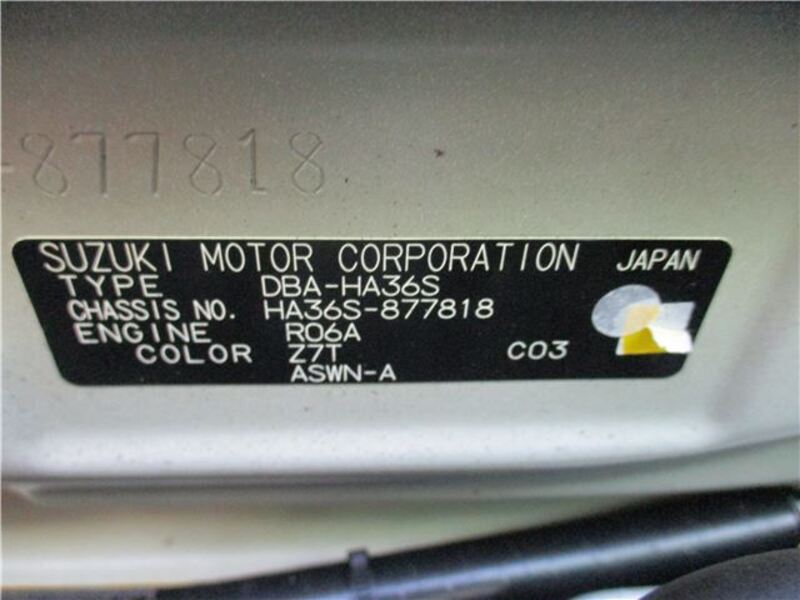 -877818
SUZUKI MOTOR CORPORATION JAPAN
TYPE DBA-HA36S
CHASSIS NO. HA36S-877818
ENGINE R06A
COLOR Z7T C03
ASWN-A